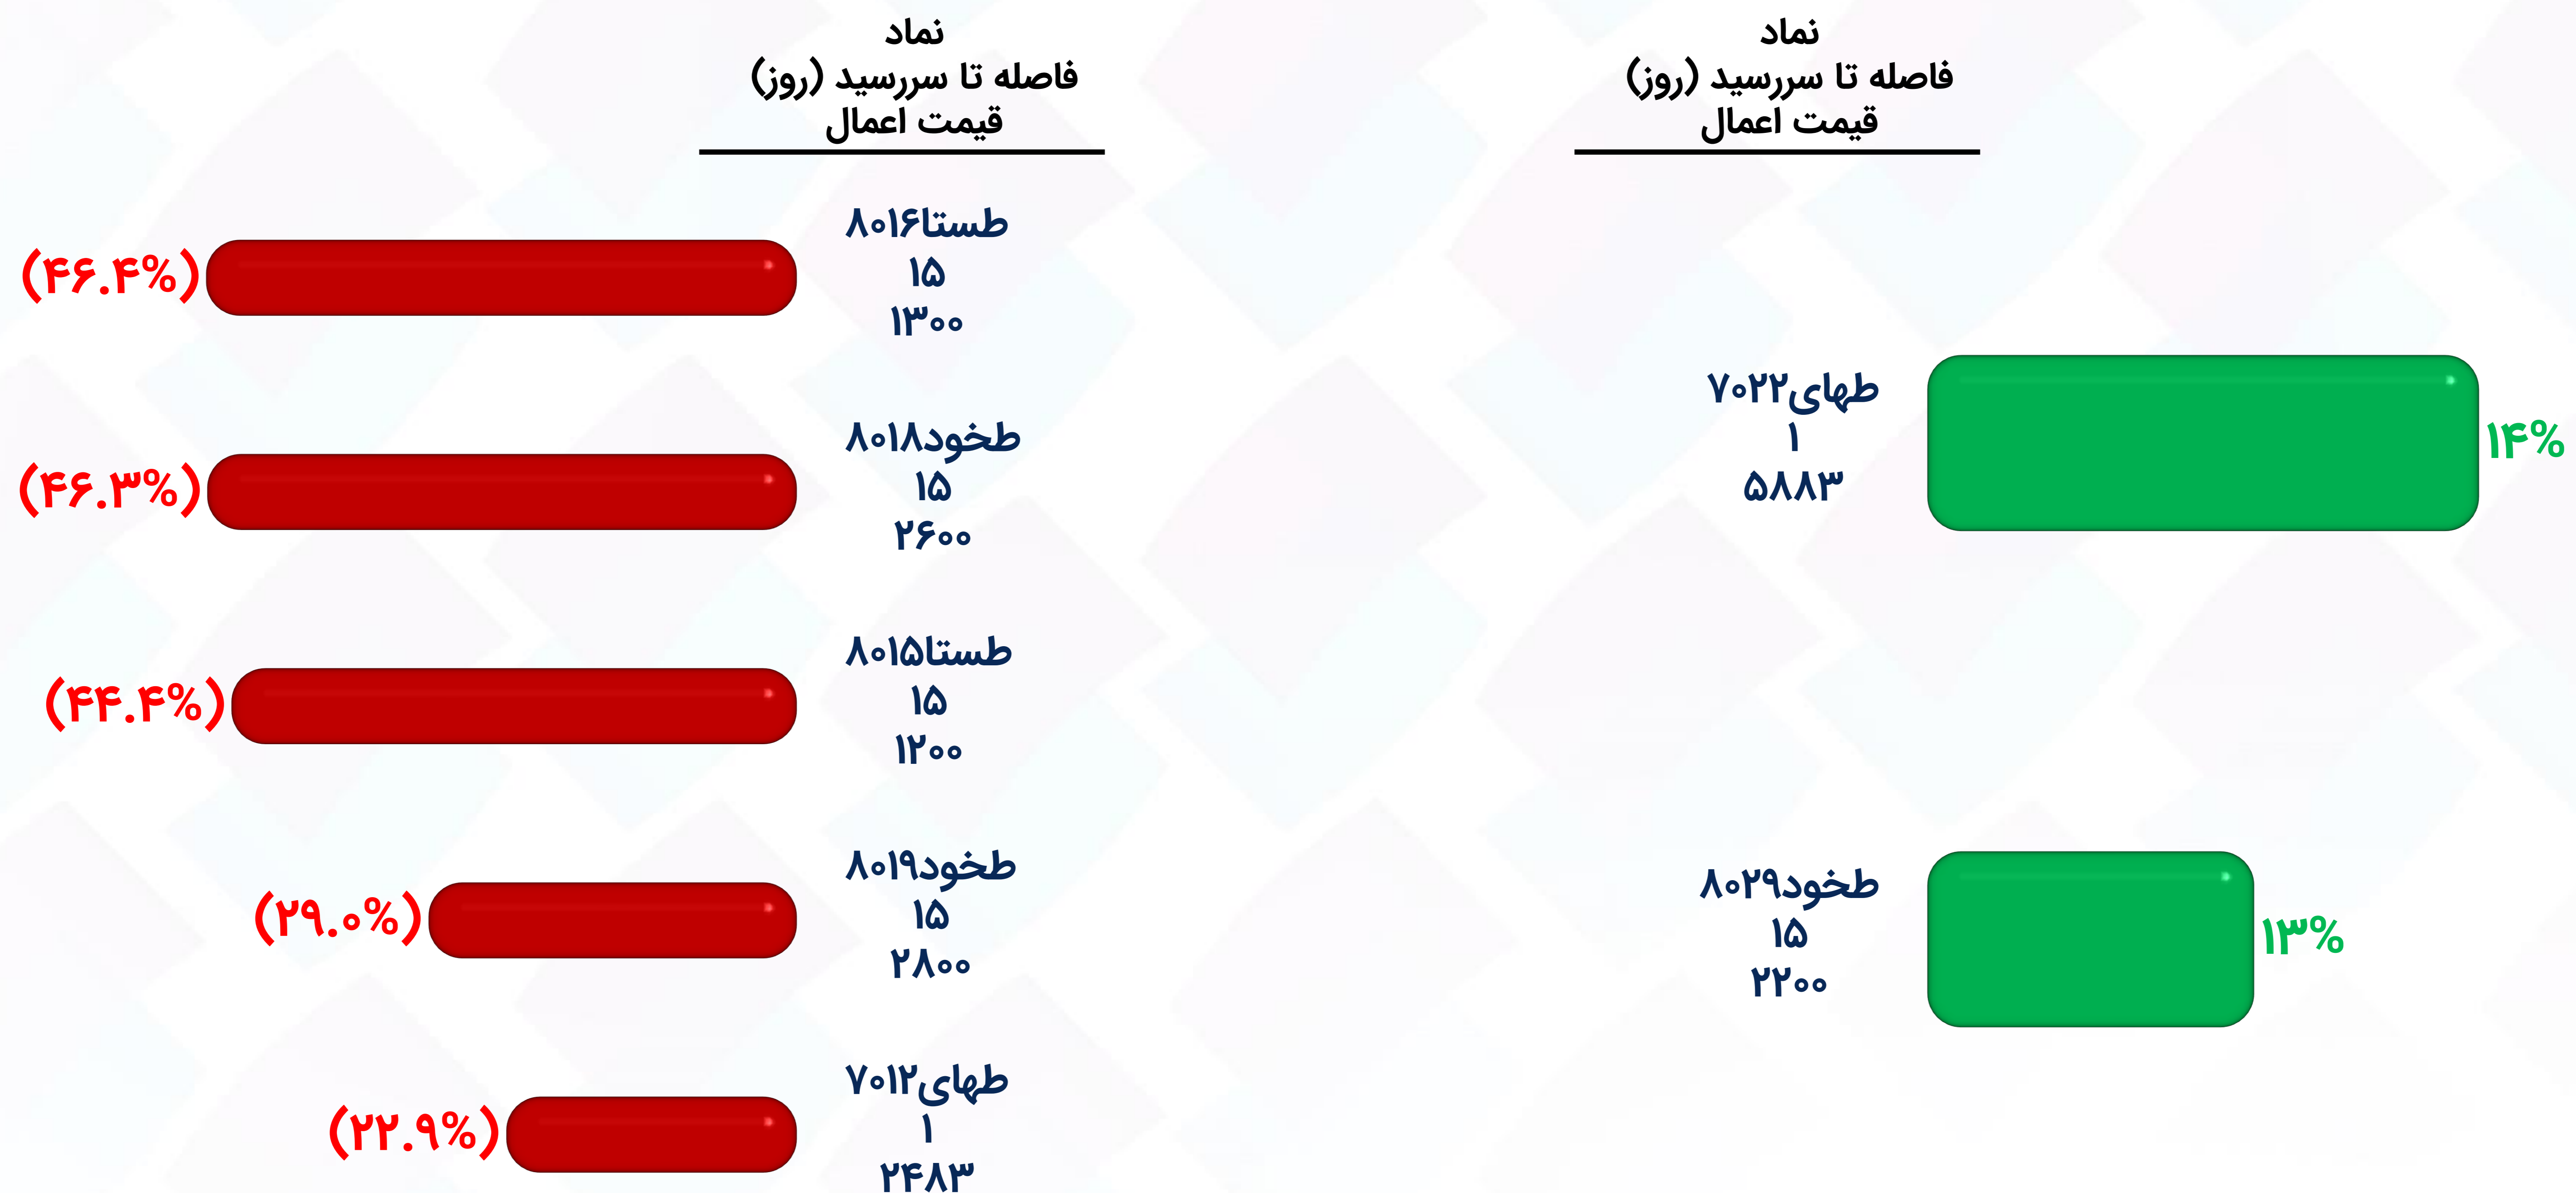 نماد
فاصله تا سررسید (روز)
قیمت اعمال
طهای۷۰۲۲
۱
۵۸۸۳
۱۴%
طخود۸۰۲۹
۱۵
۲۲۰۰
۱۳%
نماد
فاصله تا سررسید (روز)
قیمت اعمال
طستا۸۰۱۶
۱۵
۱۳۰۰
(۴۶.۴%)
طخود۸۰۱۸
۱۵
۲۶۰۰
(۴۶.۳%)
طستا۸۰۱۵
۱۵
۱۲۰۰
(۴۴.۴%)
طخود۸۰۱۹
۱۵
۲۸۰۰
(۲۹.۰%)
طهای۷۰۱۲
۱
۲۴۸۳
(۲۲.۹%)